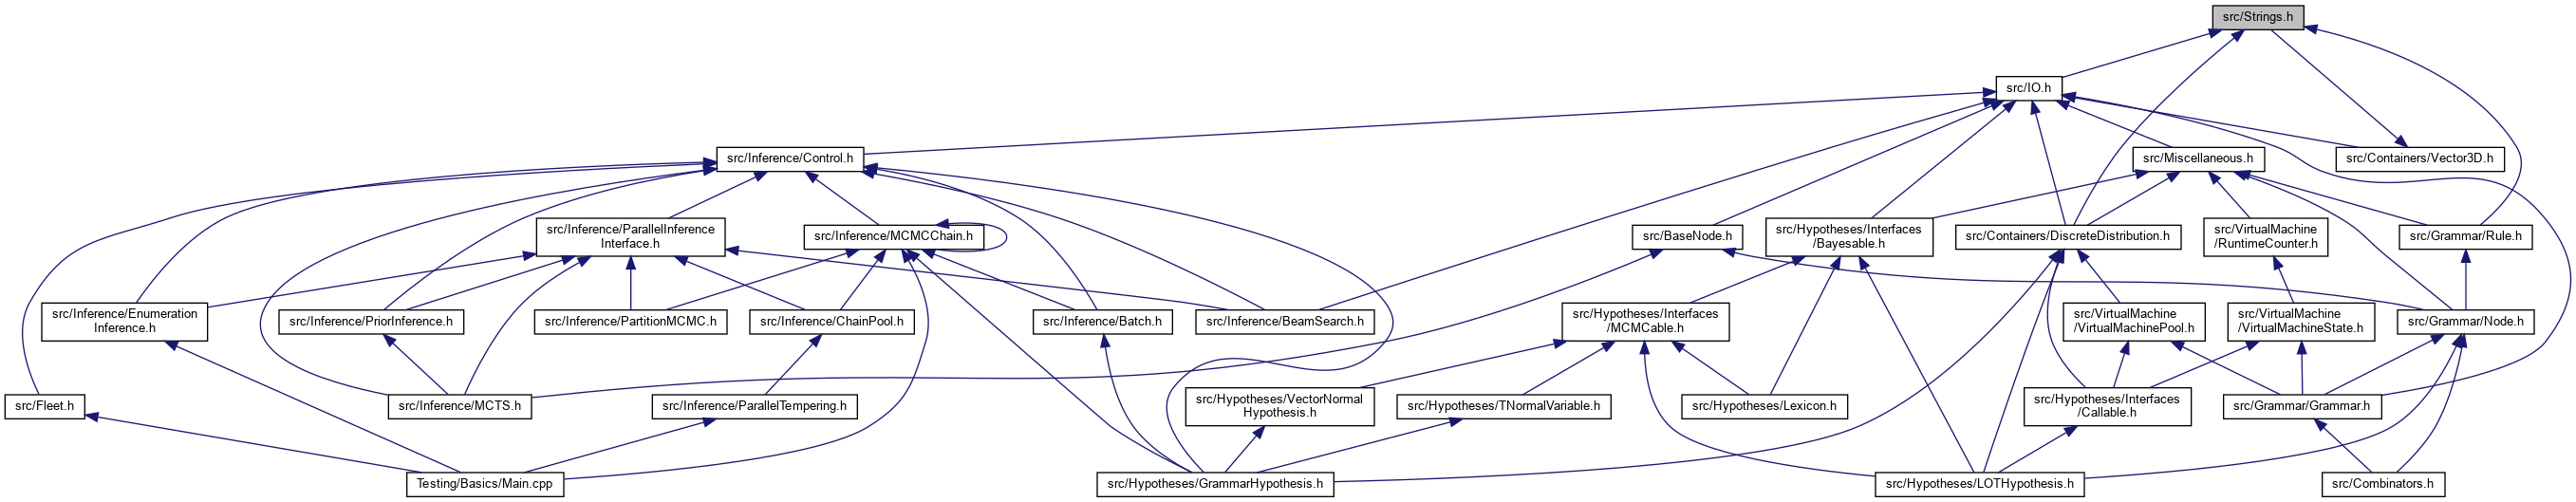 src/Strings.h
src/IO.h
src/Inference/Control.h
src/Miscellaneous.h
src/Containers/Vector3D.h
src/Inference/ParallelInference
Interface.h
src/Inference/MCMCChain.h
src/BaseNode.h
src/Hypotheses/Interfaces
/Bayesable.h
src/Containers/DiscreteDistribution.h
src/VirtualMachine
/RuntimeCounter.h
src/Grammar/Rule.h
src/Inference/Enumeration
Inference.h
src/Inference/PriorInference.h
src/Inference/PartitionMCMC.h
src/Inference/ChainPool.h
src/Inference/Batch.h
src/Inference/BeamSearch.h
src/Hypotheses/Interfaces
/MCMCable.h
src/VirtualMachine
/VirtualMachinePool.h
src/VirtualMachine
/VirtualMachineState.h
src/Grammar/Node.h
src/Fleet.h
src/Inference/MCTS.h
src/Inference/ParallelTempering.h
src/Hypotheses/VectorNormal
Hypothesis.h
src/Hypotheses/TNormalVariable.h
src/Hypotheses/Lexicon.h
src/Hypotheses/Interfaces
/Callable.h
src/Grammar/Grammar.h
Testing/Basics/Main.cpp
src/Hypotheses/GrammarHypothesis.h
src/Hypotheses/LOTHypothesis.h
src/Combinators.h